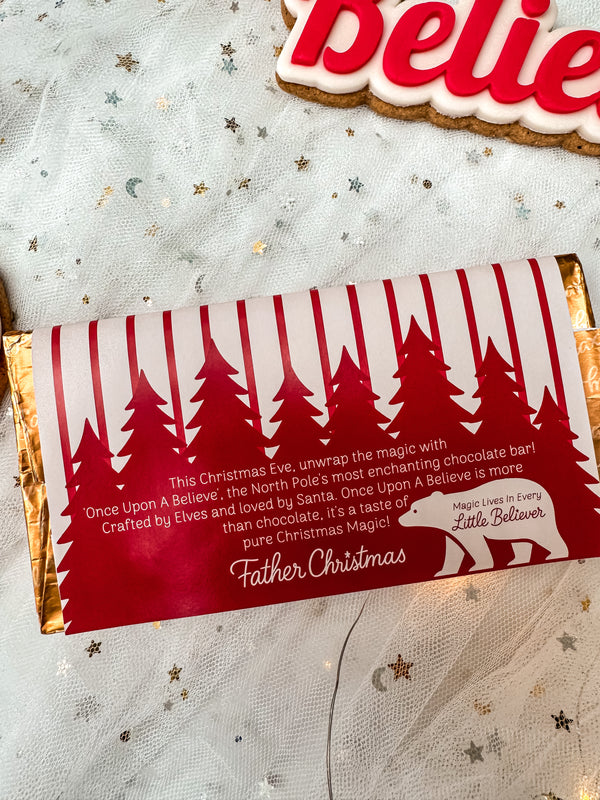 Believe
This Christmas Eve, unwrap the magic with
'Once Upon A Believe', the North Pole's most enchanting chocolate bar!
Crafted by Elves and loved by Santa. Once Upon A Believe is more
than chocolate, it's a taste of
pure Christmas Magic!
Father Christmas
Magic Lives In Every
Little Believer